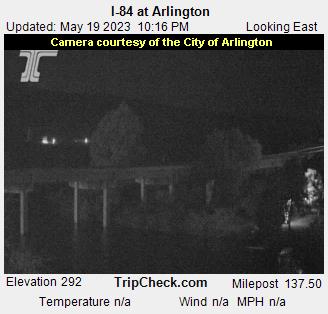 I-84 at Arlington
Updated: May 19 2023 10:16 PM Looking East
Camera courtesy of the City of Arlington
Elevation 292 TripCheck.com Milepost 137.50
Temperature n/a Wind n/a MPH n/a